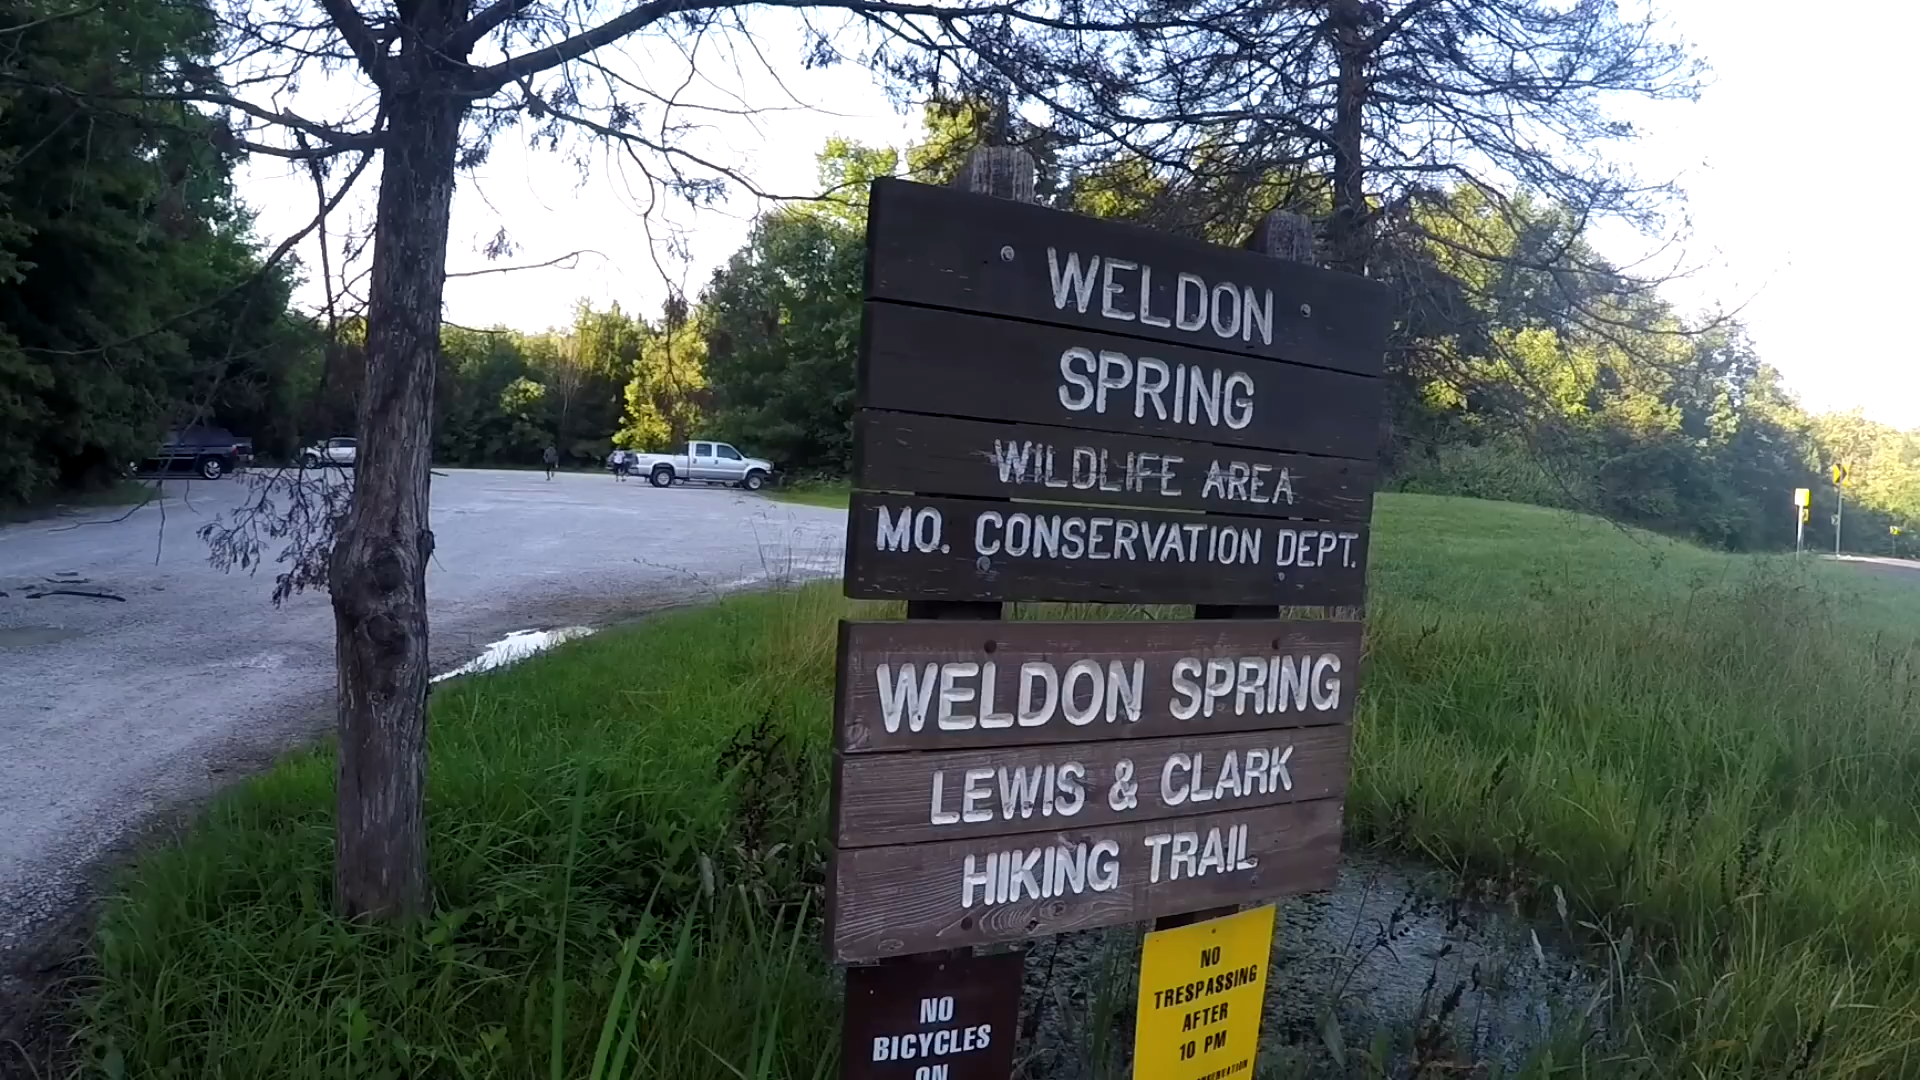 WELDON
SPRING
WILDLIFE AREA
MO. CONSERVATION DEPT.
WELDON SPRING
LEWIS & CLARK
HIKING TRAIL
NO
BICYCLES
ON
NO
TRESPASSING
AFTER
10 PM